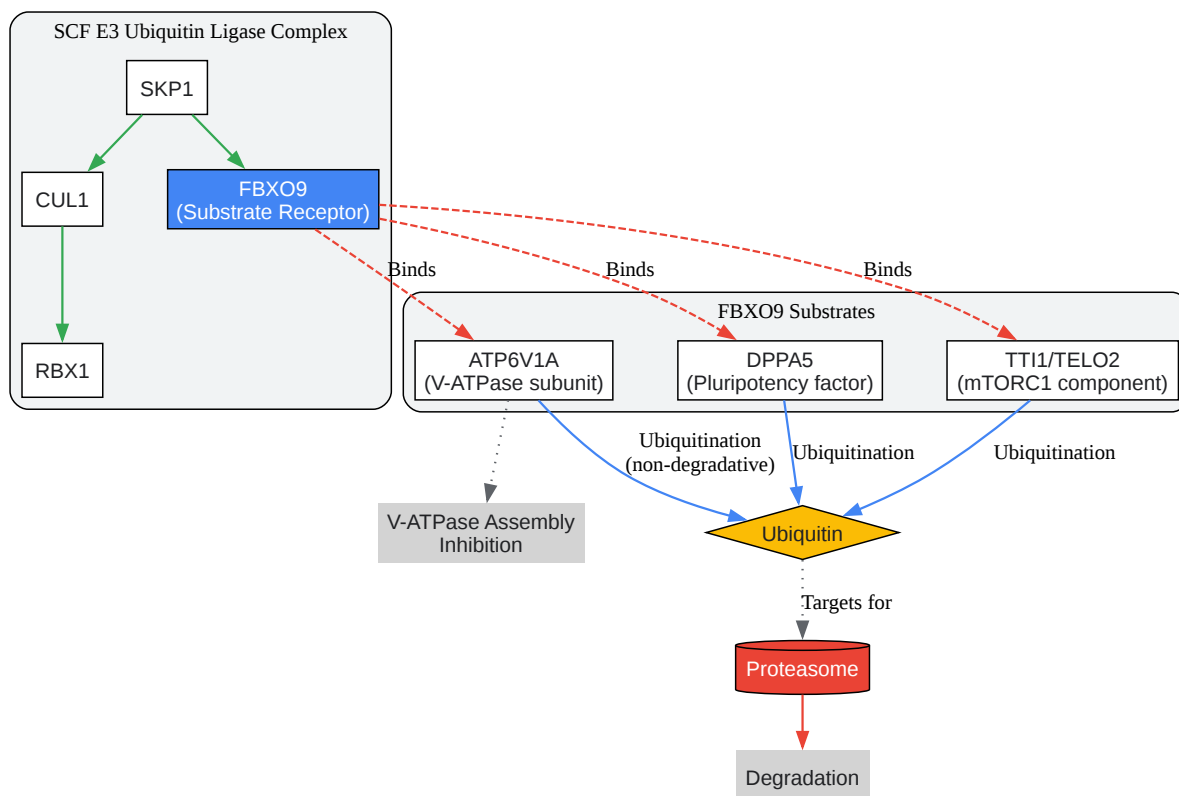 SCF E3 Ubiquitin Ligase Complex
SKP1
CUL1
FBXO9
(Substrate Receptor)
RBX1
Binds
Binds
Binds
FBXO9 Substrates
ATP6V1A
(V-ATPase subunit)
DPPA5
(Pluripotency factor)
TTI1/TELO2
(mTORC1 component)
Ubiquitination
(non-degradative)
Ubiquitination
Ubiquitination
V-ATPase Assembly
Inhibition
Ubiquitin
Targets for
Proteasome
Degradation